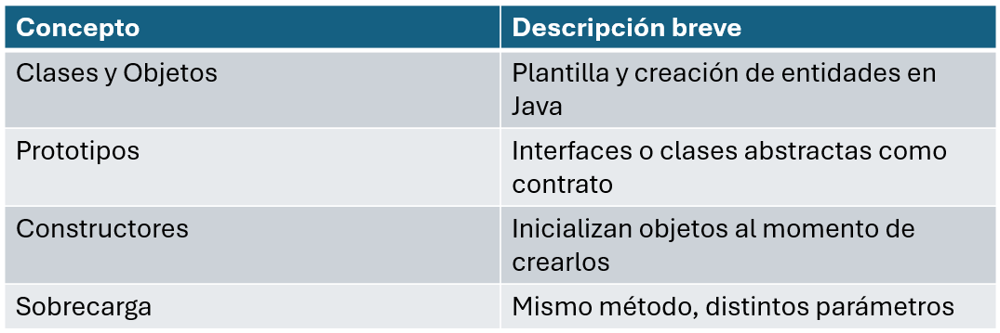 Concepto
Descripción breve
Clases y Objetos
Plantilla y creación de entidades en
Java
Prototipos
Interfaces o clases abstractas como
contrato
Constructores
Inicializan objetos al momento de
crearlos
Sobrecarga
Mismo método, distintos parámetros